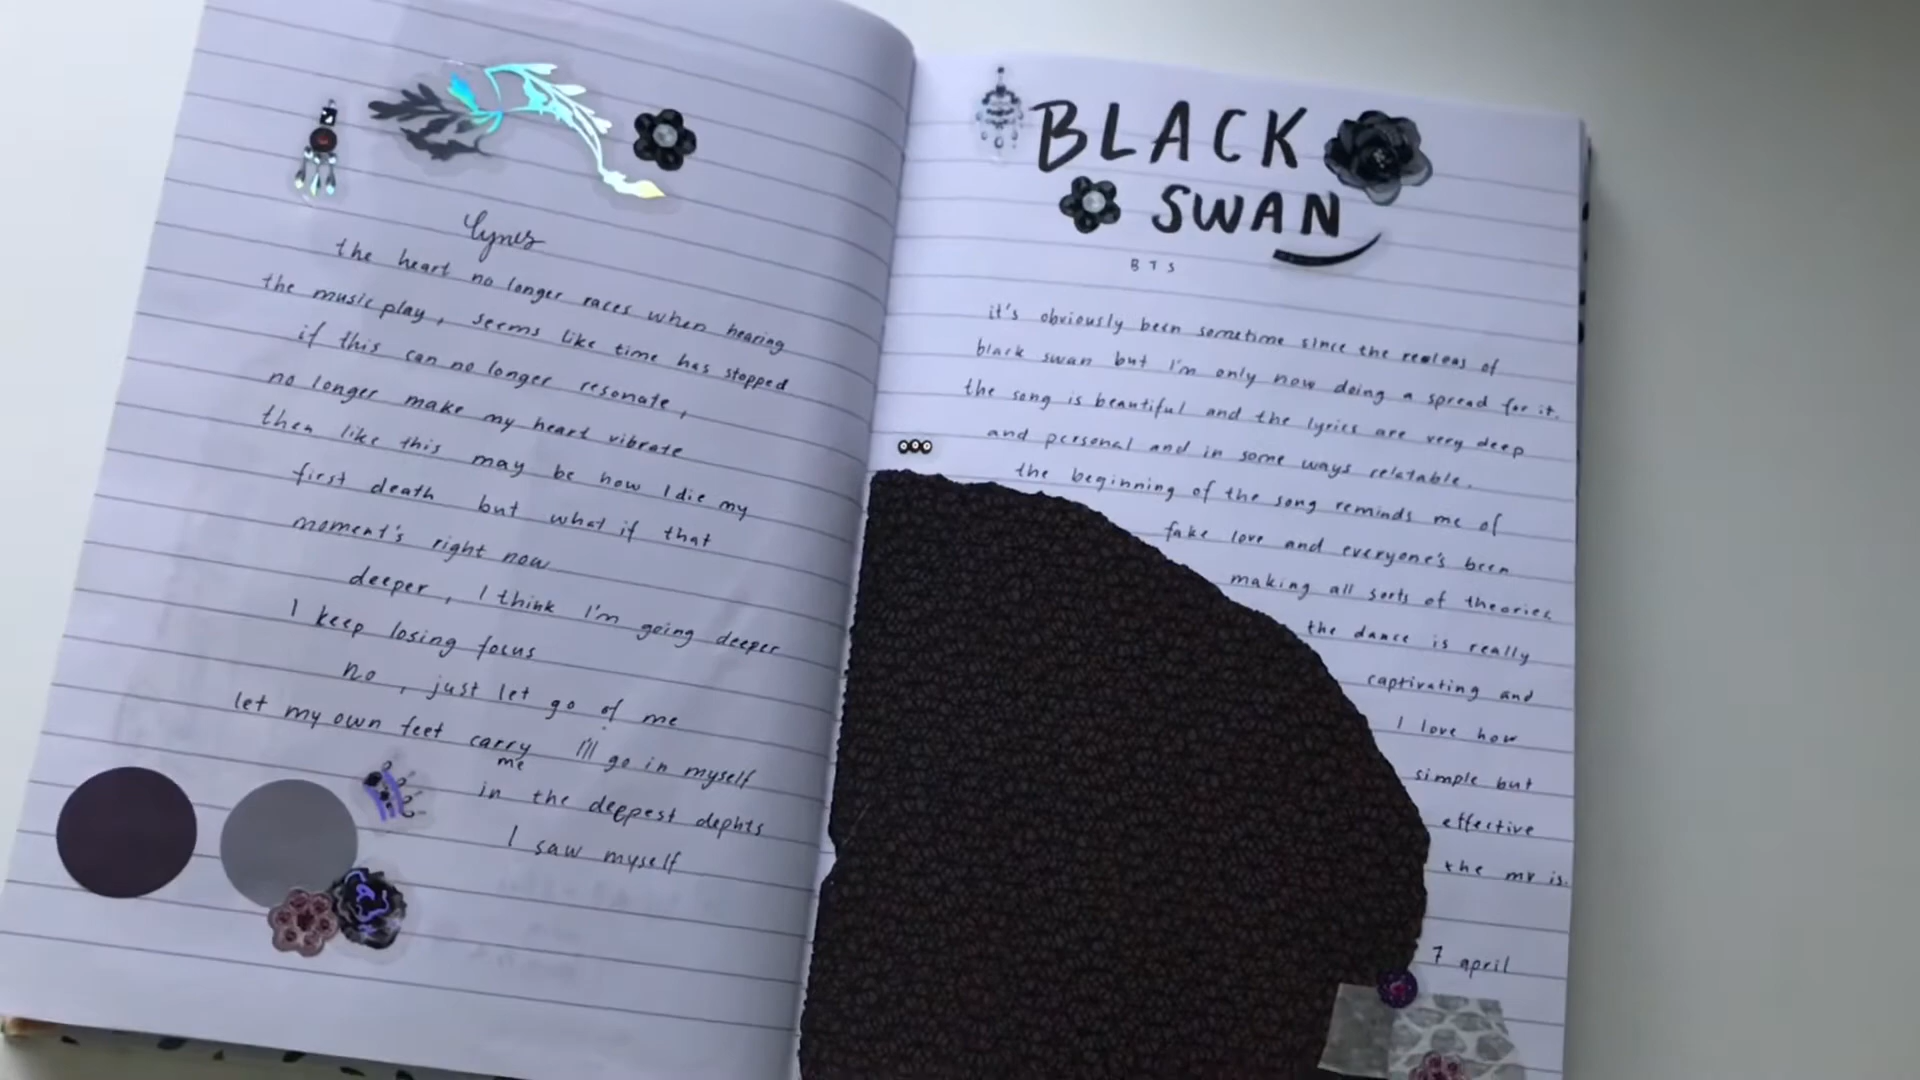 lyrics
the heart no longer races when hearing
the music play, seems like time has stopped
if this can no longer resonate,
no longer make my heart vibrate
then like this may be how I die my
first death but what if that
moment's right now
deeper, I think I'm going deeper
I keep losing focus
no, just let go of me
let my own feet carry me I'll go in myself
in the deepest dephts
I saw myself
BLACK
SWAN
BTS
it's obviously been sometime since the realeas of
black swan but I'm only now doing a spread for it.
the song is beautiful and the lyrics are very deep
and personal and in some ways relatable.
the beginning of the song reminds me of
fake love and everyone's been
making all sorts of theories
the dance is really
captivating and
I love how
simple but
effective
the mv is.
7 april